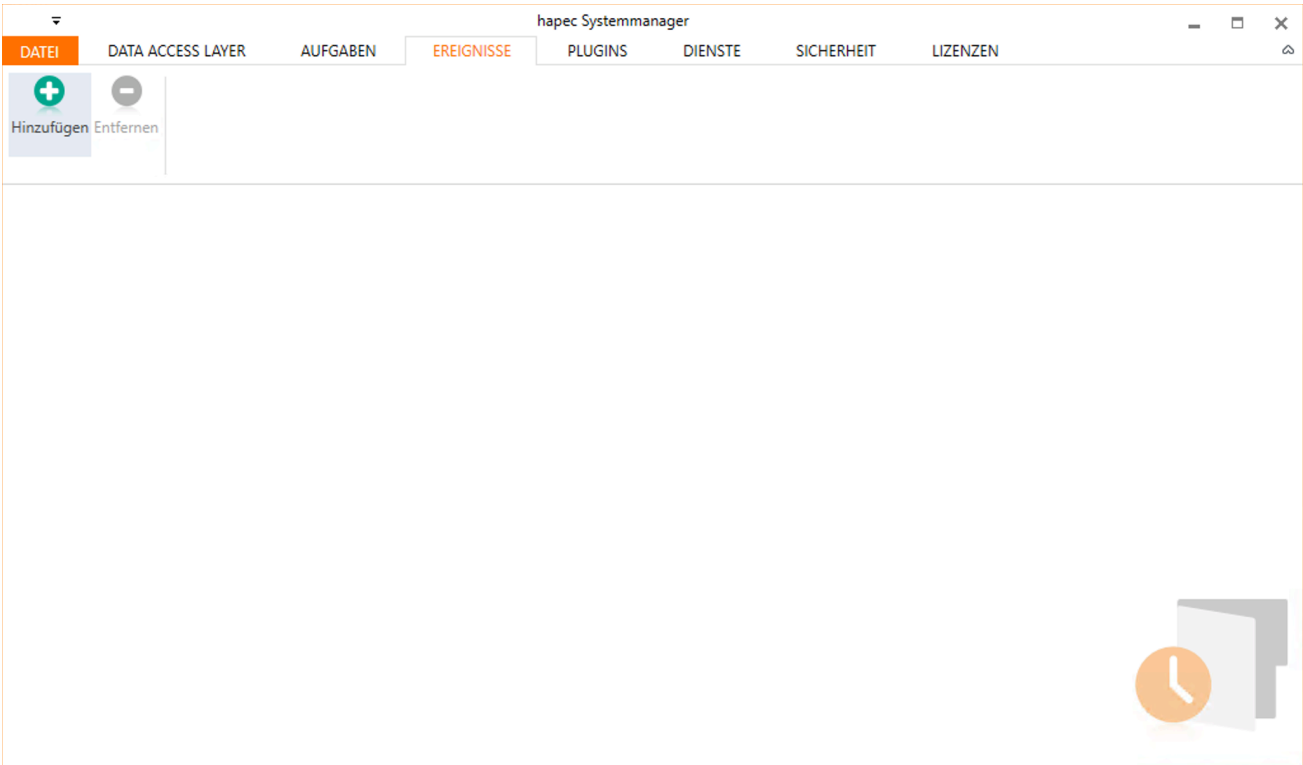 hapec Systemmanager
DATEI DATA ACCESS LAYER AUFGABEN EREIGNISSE PLUGINS DIENSTE SICHERHEIT LIZENZEN
Hinzufügen Entfernen